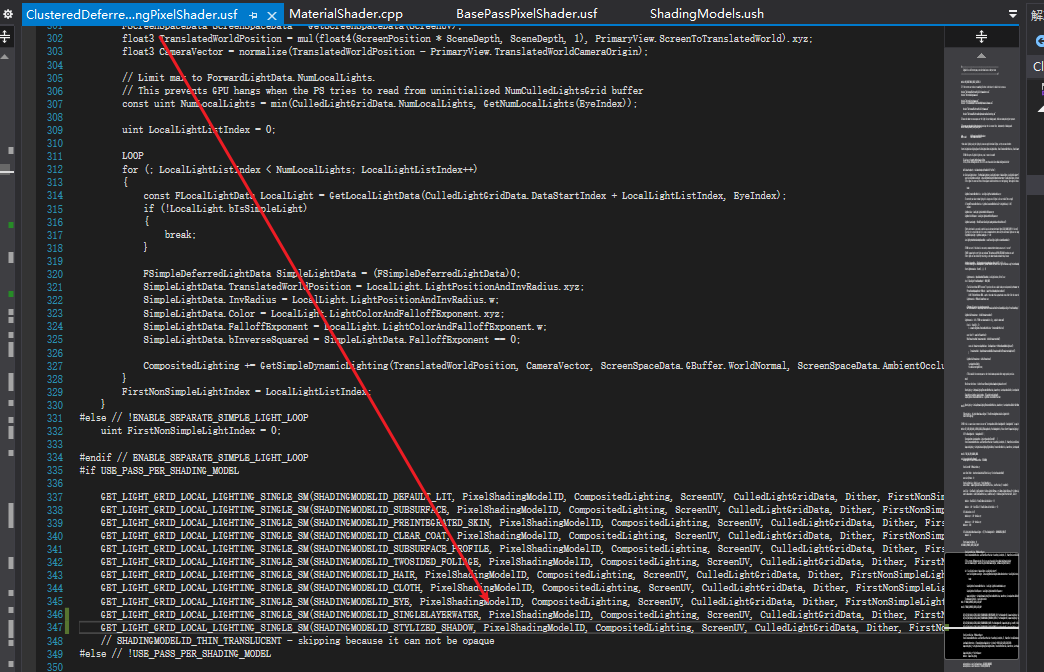 ClusteredDeferre...ngPixelShader.usf MaterialShader.cpp BasePassPixelShader.usf ShadingModels.ush
302 float3 TranslatedWorldPosition = mul(float4(ScreenPosition * SceneDepth, SceneDepth, 1), PrimaryView.ScreenToTranslatedWorld).xyz;
303 float3 CameraVector = normalize(TranslatedWorldPosition - PrimaryView.TranslatedWorldCameraOrigin);
304
305 // Limit max to ForwardLightData.NumLocalLights.
306 // This prevents GPU hangs when the PS tries to read from uninitialized NumCulledLightsGrid buffer
307 const uint NumLocalLights = min(CulledLightGridData.NumLocalLights, GetNumLocalLights(EyeIndex));
308
309 uint LocalLightListIndex = 0;
310
311 LOOP
312 for (; LocalLightListIndex < NumLocalLights; LocalLightListIndex++)
313 {
314 const FLocalLightData LocalLight = GetLocalLightData(CulledLightGridData.DataStartIndex + LocalLightListIndex, EyeIndex);
315 if (!LocalLight.bIsSimpleLight)
316 {
317 break;
318 }
319
320 FSimpleDeferredLightData SimpleLightData = (FSimpleDeferredLightData)0;
321 SimpleLightData.TranslatedWorldPosition = LocalLight.LightPositionAndInvRadius.xyz;
322 SimpleLightData.InvRadius = LocalLight.LightPositionAndInvRadius.w;
323 SimpleLightData.Color = LocalLight.LightColorAndFalloffExponent.xyz;
324 SimpleLightData.FalloffExponent = LocalLight.LightColorAndFalloffExponent.w;
325 SimpleLightData.bInverseSquared = SimpleLightData.FalloffExponent == 0;
326
327 CompositedLighting += GetSimpleDynamicLighting(TranslatedWorldPosition, CameraVector, ScreenSpaceData.GBuffer.WorldNormal, ScreenSpaceData.AmbientOcclu
328 }
329 FirstNonSimpleLightIndex = LocalLightListIndex;
330 }
331 #else // !ENABLE_SEPARATE_SIMPLE_LIGHT_LOOP
332 uint FirstNonSimpleLightIndex = 0;
333
334 #endif // ENABLE_SEPARATE_SIMPLE_LIGHT_LOOP
335 #if USE_PASS_PER_SHADING_MODEL
336
337 GET_LIGHT_GRID_LOCAL_LIGHTING_SINGLE_SM(SHADINGMODELID_DEFAULT_LIT, PixelShadingModelID, CompositedLighting, ScreenUV, CulledLightGridData, Dither, FirstNonSim
338 GET_LIGHT_GRID_LOCAL_LIGHTING_SINGLE_SM(SHADINGMODELID_SUBSURFACE, PixelShadingModelID, CompositedLighting, ScreenUV, CulledLightGridData, Dither, FirstNonSimp
339 GET_LIGHT_GRID_LOCAL_LIGHTING_SINGLE_SM(SHADINGMODELID_PREINTEGRATED_SKIN, PixelShadingModelID, CompositedLighting, ScreenUV, CulledLightGridData, Dither, Firs
340 GET_LIGHT_GRID_LOCAL_LIGHTING_SINGLE_SM(SHADINGMODELID_CLEAR_COAT, PixelShadingModelID, CompositedLighting, ScreenUV, CulledLightGridData, Dither, FirstNonSimp
341 GET_LIGHT_GRID_LOCAL_LIGHTING_SINGLE_SM(SHADINGMODELID_SUBSURFACE_PROFILE, PixelShadingModelID, CompositedLighting, ScreenUV, CulledLightGridData, Dither, Firs
342 GET_LIGHT_GRID_LOCAL_LIGHTING_SINGLE_SM(SHADINGMODELID_TWOSIDED_FOLIAGE, PixelShadingModelID, CompositedLighting, ScreenUV, CulledLightGridData, Dither, FirstN
343 GET_LIGHT_GRID_LOCAL_LIGHTING_SINGLE_SM(SHADINGMODELID_HAIR, PixelShadingModelID, CompositedLighting, ScreenUV, CulledLightGridData, Dither, FirstNonSimpleLigh
344 GET_LIGHT_GRID_LOCAL_LIGHTING_SINGLE_SM(SHADINGMODELID_CLOTH, PixelShadingModelID, CompositedLighting, ScreenUV, CulledLightGridData, Dither, FirstNonSimpleLig
345 GET_LIGHT_GRID_LOCAL_LIGHTING_SINGLE_SM(SHADINGMODELID_EYE, PixelShadingModelID, CompositedLighting, ScreenUV, CulledLightGridData, Dither, FirstNonSimpleLight
346 GET_LIGHT_GRID_LOCAL_LIGHTING_SINGLE_SM(SHADINGMODELID_SINGLELAYERWATER, PixelShadingModelID, CompositedLighting, ScreenUV, CulledLightGridData, Dither, FirstN
347 GET_LIGHT_GRID_LOCAL_LIGHTING_SINGLE_SM(SHADINGMODELID_STYLIZED_SHADOW, PixelShadingModelID, CompositedLighting, ScreenUV, CulledLightGridData, Dither, FirstNo
348 // SHADINGMODELID_THIN_TRANSLUCENT - skipping because it can not be opaque
349 #else // !USE_PASS_PER_SHADING_MODEL
350